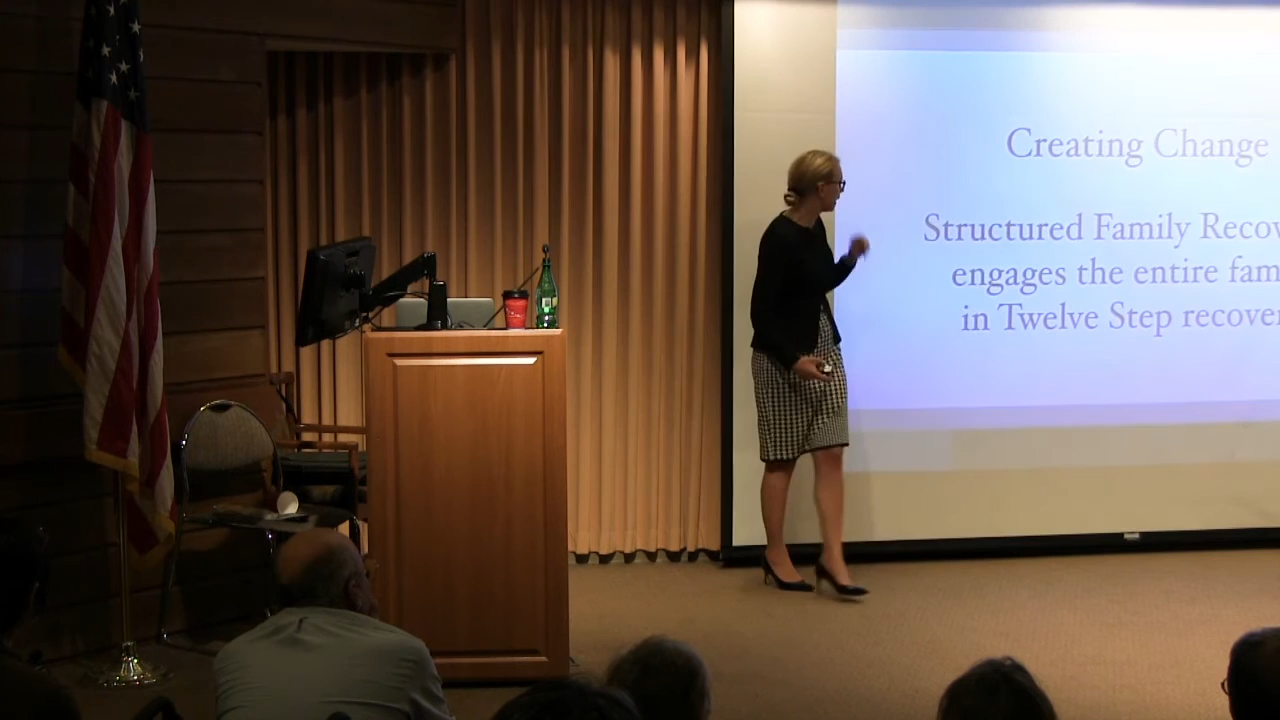 Creating Change
Structured Family Recov
engages the entire fam
in Twelve Step recover